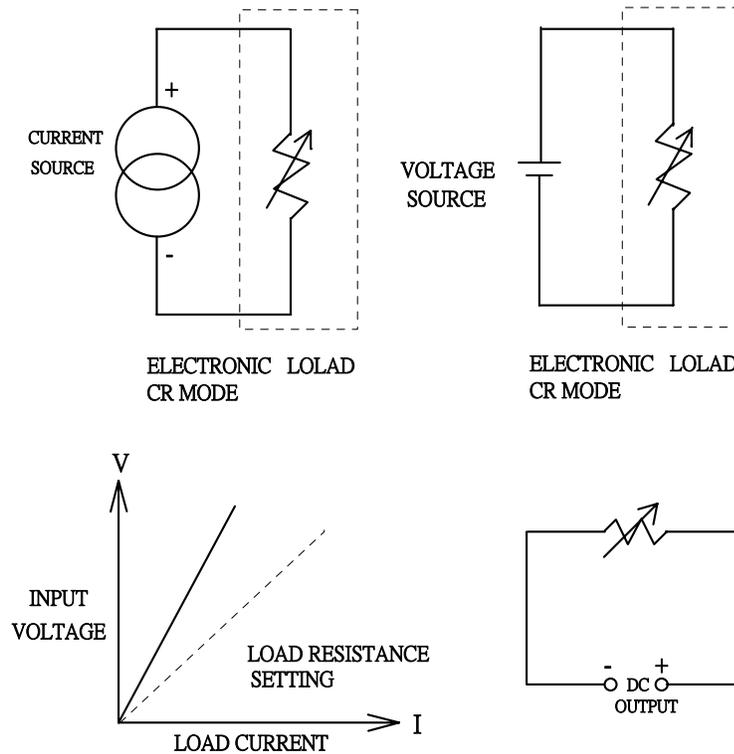 +
CURRENT
SOURCE
-
ELECTRONIC LOLAD
CR MODE
VOLTAGE
SOURCE
ELECTRONIC LOLAD
CR MODE
V
INPUT
VOLTAGE
LOAD RESISTANCE
SETTING
I
LOAD CURRENT
- +
DC
OUTPUT